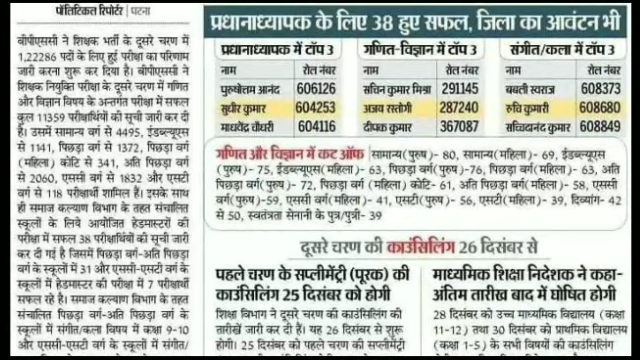 पॉलिटिकल रिपोर्टर | पटना
बीपीएससी ने शिक्षक भर्ती के दूसरे चरण में
1,22286 पदों के लिए हुई परीक्षा का परिणाम
जारी करना शुरू कर दिया है। बीपीएससी ने
शिक्षक नियुक्ति परीक्षा के दूसरे चरण में गणित
और विज्ञान विषय के अन्तर्गत परीक्षा में सफल
कुल 11359 परीक्षार्थियों की सूची जारी कर दी
है। उसमें सामान्य वर्ग से 4495, ईडब्ल्यूएस
से 1141, पिछड़ा वर्ग से 1372, पिछड़ा वर्ग
(महिला) कोटि से 341, अति पिछड़ा वर्ग
से 2060, एससी वर्ग से 1832 और एसटी
वर्ग से 118 परीक्षार्थी शामिल हैं। इसके साथ
ही समाज कल्याण विभाग के तहत संचालित
स्कूलों के लिये आयोजित हेडमास्टरों की
परीक्षा में सफल 38 परीक्षार्थियों की सूची जारी
कर दी गई है जिसमें पिछड़ा वर्ग-अति पिछड़ा
वर्ग के स्कूलों में 31 और एससी-एसटी वर्ग
के स्कूलों में हेडमास्टर की परीक्षा में 7 परीक्षार्थी
सफल रहे है। समाज कल्याण विभाग के तहत
संचालित पिछड़ा वर्ग-अति पिछड़ा वर्ग के
स्कूलों में संगीत/कला विषय में कक्षा 9-10
और एससी-एसटी वर्ग के स्कूलों में संगीत/
प्रधानाध्यापक के लिए 38 हुए सफल, जिला का आवंटन भी
प्रधानाध्यापक में टॉप 3
नाम रोल नंबर
पुरुषोत्तम आनंद 606126
सुधीर कुमार 604253
माधवेंद्र चौधरी 604116
गणित-विज्ञान में टॉप 3
नाम रोल नंबर
सचिन कुमार मिश्रा 291145
अजय रस्तोगी 287240
दीपक कुमार 367087
संगीत/कला में टॉप 3
नाम रोल नंबर
बबली स्वराज 608373
रुचि कुमारी 608680
सच्चिदानंद कुमार 608849
गणित और विज्ञान में कट ऑफ सामान्य (पुरुष)- 80, सामान्य (महिला)- 69, ईडब्ल्यूएस
(पुरुष)- 75, ईडब्ल्यूएस (महिला)- 63, पिछड़ा वर्ग (पुरुष) -76, पिछड़ा वर्ग (महिला)- 63, अति
पिछड़ा वर्ग (पुरुष)- 72, पिछड़ा वर्ग (महिला) कोटि- 61, अति पिछड़ा वर्ग (महिला)- 58, एससी
वर्ग (पुरुष)-59, एससी वर्ग (महिला)- 41, एसटी (पुरुष)- 56, एसटी (महिला)- 39, दिव्यांग- 42
से 50, स्वतंत्रता सेनानी के पुत्र/पुत्री- 39
दूसरे चरण की काउंसिलिंग 26 दिसंबर से
पहले चरण के सप्लीमेंट्री (पूरक) की
काउंसिलिंग 25 दिसंबर को होगी
शिक्षा विभाग ने दूसरे चरण की काउंसिलिंग की
तारीखें जारी कर दी हैं। यह 26 दिसंबर से शुरू
होगी। 25 दिसंबर को पहले चरण की सप्लीमेंट्री
माध्यमिक शिक्षा निदेशक ने कहा-
अंतिम तारीख बाद में घोषित होगी
28 दिसंबर को उच्च माध्यमिक विद्यालय (कक्षा
11-12) तथा 30 दिसंबर को प्राथमिक विद्यालय
(कक्षा 1-5) के सभी विषयों की काउंसिलिंग